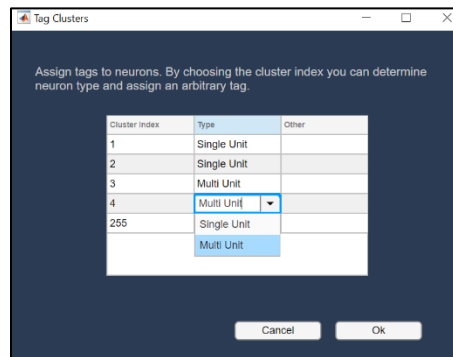 Tag Clusters
Assign tags to neurons. By choosing the cluster index you can determine
neuron type and assign an arbitrary tag.
Cluster Index Type Other
1 Single Unit
2 Single Unit
3 Multi Unit
4 Multi Unit
255 Single Unit
Multi Unit
Cancel Ok